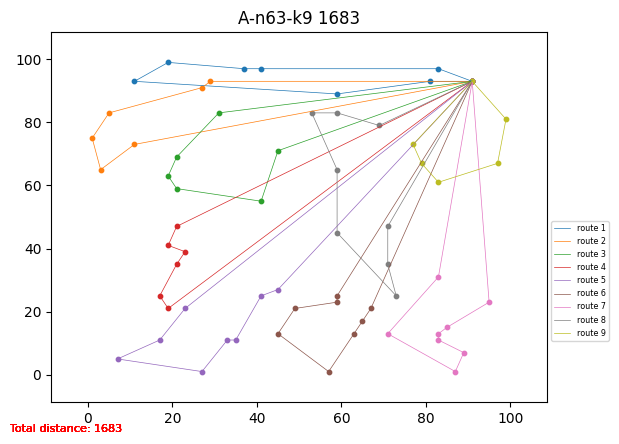 A-n63-k9 1683
100
80
60
40
20
0
0 20 40 60 80 100
route 1
route 2
route 3
route 4
route 5
route 6
route 7
route 8
route 9
Total distance: 1683